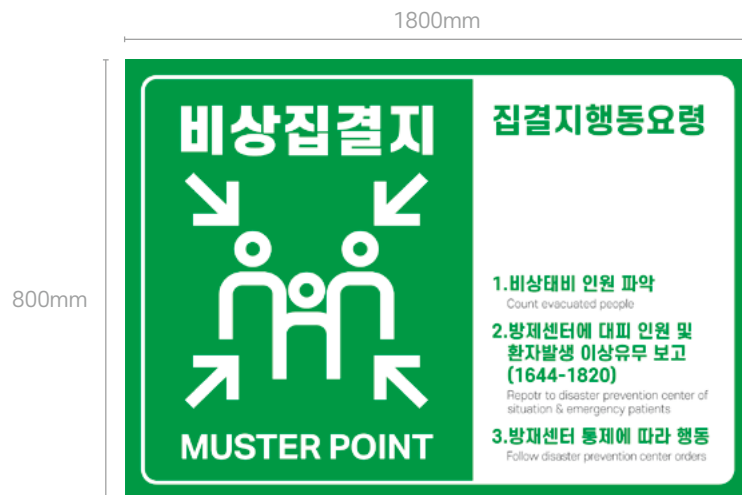 1800mm
800mm
비상집결지
MUSTER POINT
집결지행동요령
1.비상태비 인원 파악
Count evacuated people
2.방제센터에 대피 인원 및
환자발생 이상유무 보고
(1644-1820)
Repotr to disaster prevention center of
situation & emergency patients
3.방재센터 통제에 따라 행동
Follow disaster prevention center orders